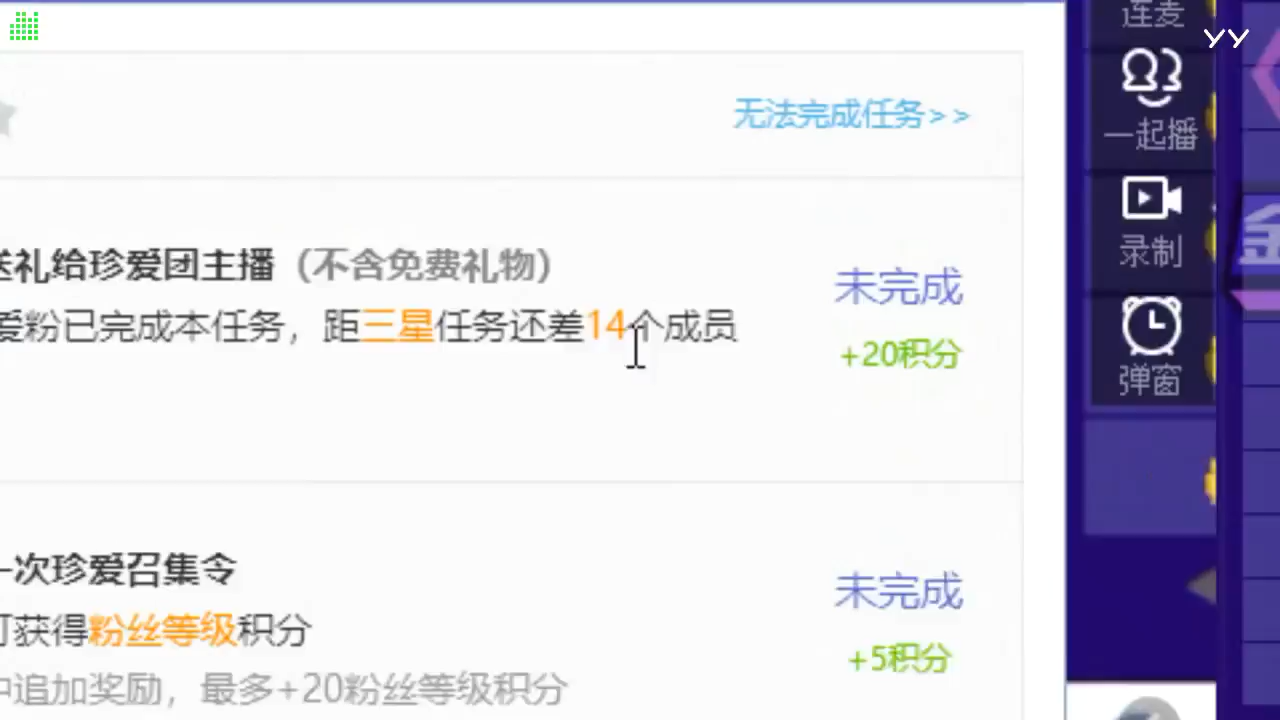 连麦
YY
无法完成任务>>
一起播
送礼给珍爱团主播（不含免费礼物）
未完成
录制
金
爱粉已完成本任务，距三星任务还差14个成员
+20积分
弹窗
一次珍爱召集令
未完成
可获得粉丝等级积分
+5积分
中追加奖励，最多+20粉丝等级积分